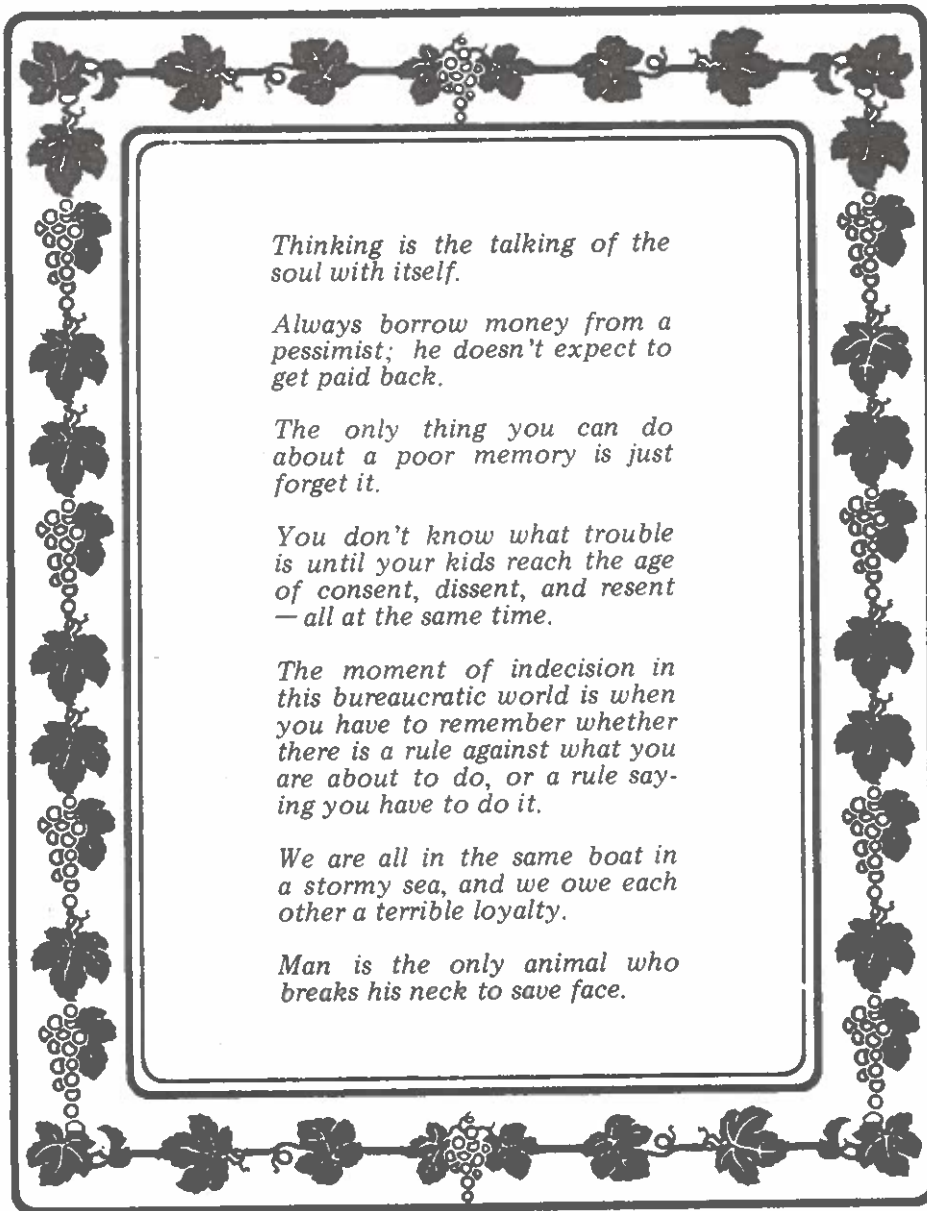 Thinking is the talking of the
soul with itself.
Always borrow money from a
pessimist; he doesn't expect to
get paid back.
The only thing you can do
about a poor memory is just
forget it.
You don't know what trouble
is until your kids reach the age
of consent, dissent, and resent
— all at the same time.
The moment of indecision in
this bureaucratic world is when
you have to remember whether
there is a rule against what you
are about to do, or a rule say-
ing you have to do it.
We are all in the same boat in
a stormy sea, and we owe each
other a terrible loyalty.
Man is the only animal who
breaks his neck to save face.